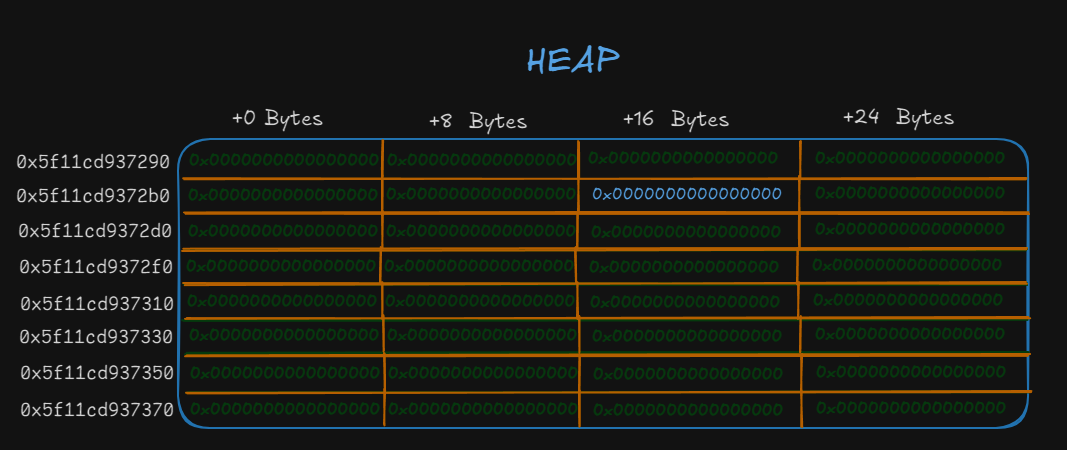 HEAP
+0 Bytes +8 Bytes +16 Bytes +24 Bytes
0x5f11cd937290 0x0000000000000000 0x0000000000000000 0x0000000000000000 0x0000000000000000
0x5f11cd9372b0 0x0000000000000000 0x0000000000000000 0x0000000000000000 0x0000000000000000
0x5f11cd9372d0 0x0000000000000000 0x0000000000000000 0x0000000000000000 0x0000000000000000
0x5f11cd9372f0 0x0000000000000000 0x0000000000000000 0x0000000000000000 0x0000000000000000
0x5f11cd937310 0x0000000000000000 0x0000000000000000 0x0000000000000000 0x0000000000000000
0x5f11cd937330 0x0000000000000000 0x0000000000000000 0x0000000000000000 0x0000000000000000
0x5f11cd937350 0x0000000000000000 0x0000000000000000 0x0000000000000000 0x0000000000000000
0x5f11cd937370 0x0000000000000000 0x0000000000000000 0x0000000000000000 0x0000000000000000